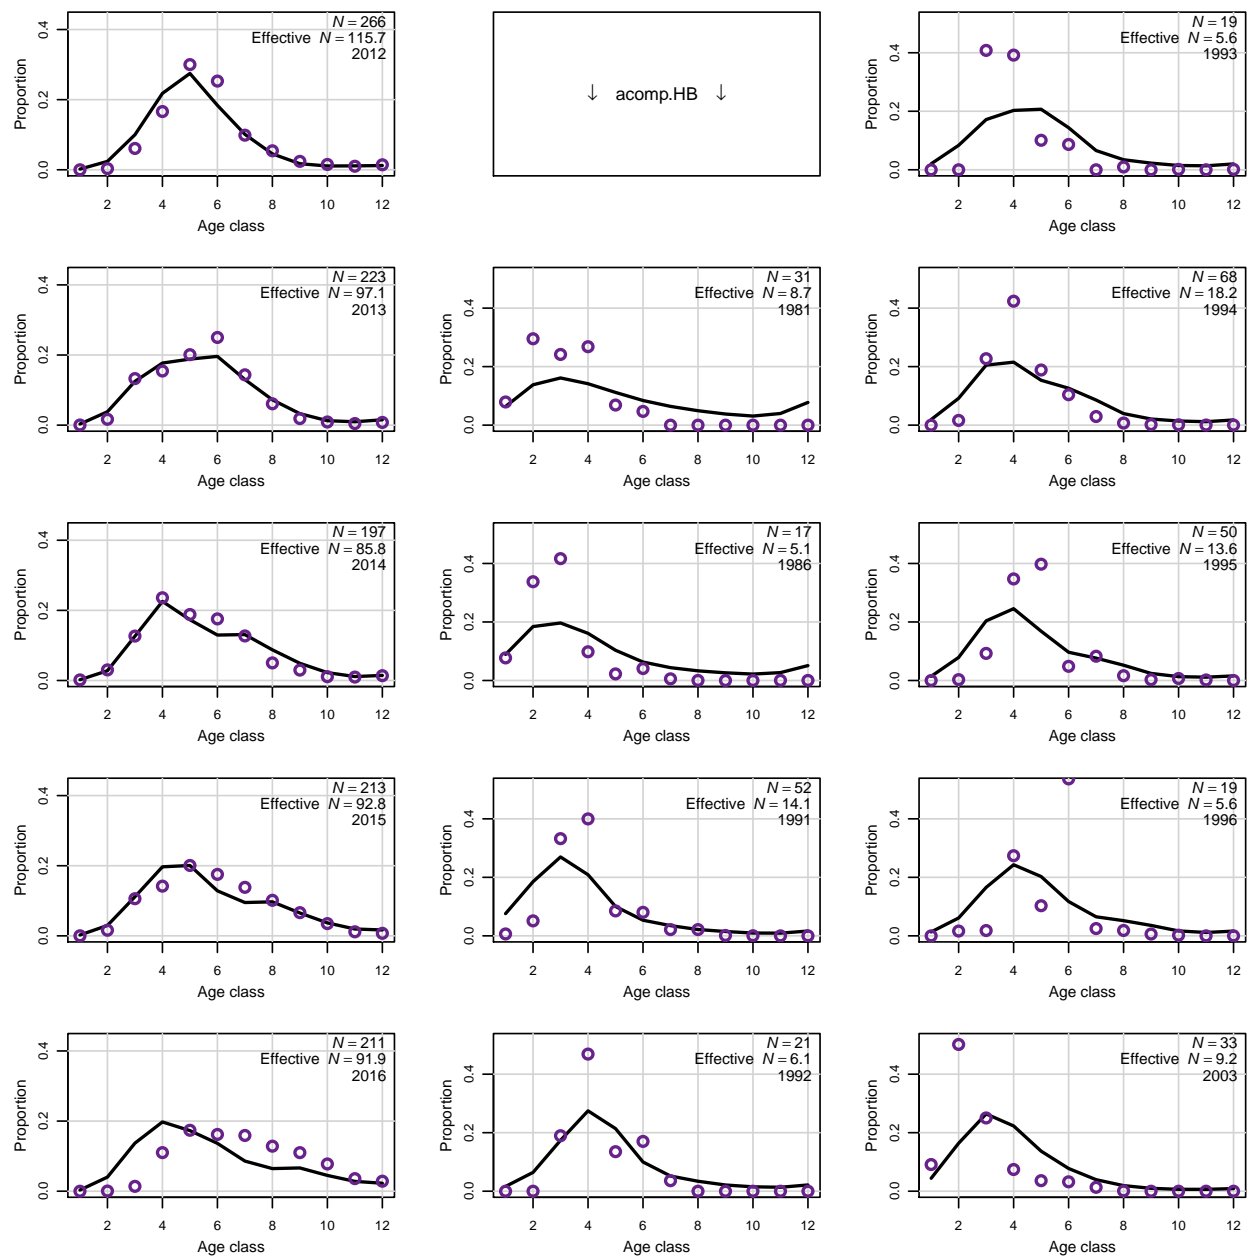 N = 266
Effective N = 115.7
2012
Proportion
0.4
0.2
0.0
2 4 6 8 10 12
Age class
↓ acomp.HB ↓
N = 19
Effective N = 5.6
1993
Proportion
0.4
0.2
0.0
2 4 6 8 10 12
Age class
N = 223
Effective N = 97.1
2013
Proportion
0.4
0.2
0.0
2 4 6 8 10 12
Age class
N = 31
Effective N = 8.7
1981
Proportion
0.4
0.2
0.0
2 4 6 8 10 12
Age class
N = 68
Effective N = 18.2
1994
Proportion
0.4
0.2
0.0
2 4 6 8 10 12
Age class
N = 197
Effective N = 85.8
2014
Proportion
0.4
0.2
0.0
2 4 6 8 10 12
Age class
N = 17
Effective N = 5.1
1986
Proportion
0.4
0.2
0.0
2 4 6 8 10 12
Age class
N = 50
Effective N = 13.6
1995
Proportion
0.4
0.2
0.0
2 4 6 8 10 12
Age class
N = 213
Effective N = 92.8
2015
Proportion
0.4
0.2
0.0
2 4 6 8 10 12
Age class
N = 52
Effective N = 14.1
1991
Proportion
0.4
0.2
0.0
2 4 6 8 10 12
Age class
N = 19
Effective N = 5.6
1996
Proportion
0.4
0.2
0.0
2 4 6 8 10 12
Age class
N = 211
Effective N = 91.9
2016
Proportion
0.4
0.2
0.0
2 4 6 8 10 12
Age class
N = 21
Effective N = 6.1
1992
Proportion
0.4
0.2
0.0
2 4 6 8 10 12
Age class
N = 33
Effective N = 9.2
2003
Proportion
0.4
0.2
0.0
2 4 6 8 10 12
Age class